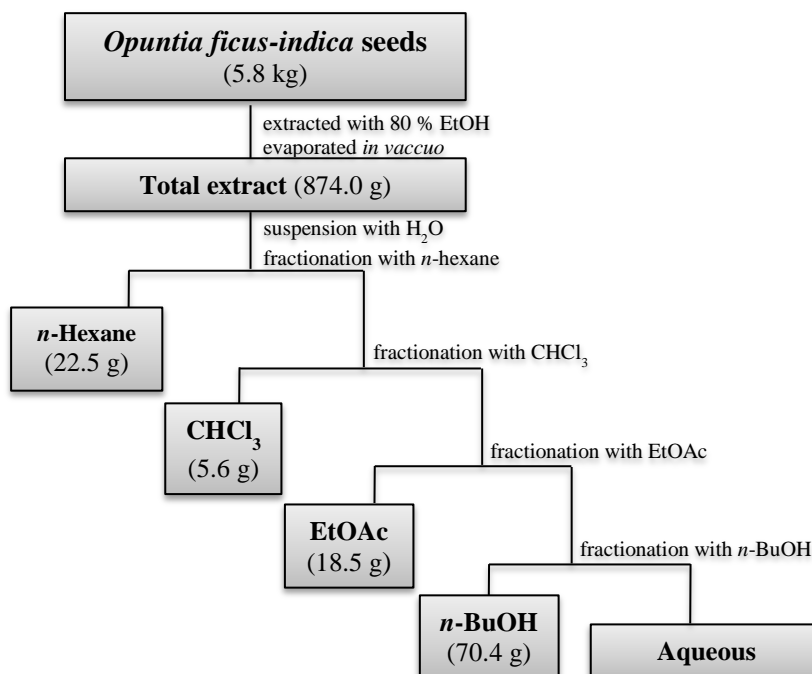 Opuntia ficus-indica seeds
(5.8 kg)
extracted with 80 % EtOH
evaporated in vaccuo
Total extract (874.0 g)
suspension with H₂O
fractionation with n-hexane
n-Hexane
(22.5 g)
fractionation with CHCl₃
CHCl₃
(5.6 g)
fractionation with EtOAc
EtOAc
(18.5 g)
fractionation with n-BuOH
n-BuOH
(70.4 g)
Aqueous